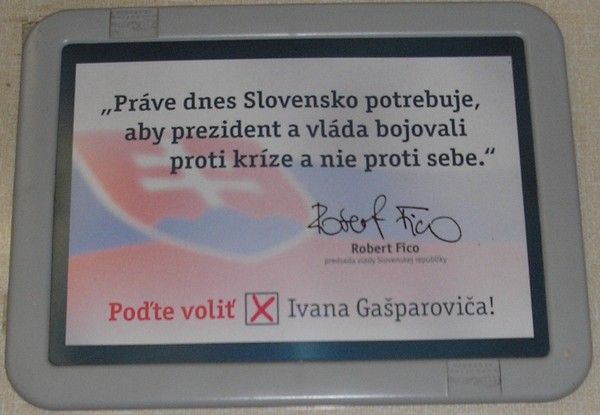 „Práve dnes Slovensko potrebuje,
aby prezident a vláda bojovali
proti kríze a nie proti sebe.“
Robert Fico
Robert Fico
predseda vlády Slovenskej republiky
Poďte voliť X Ivana Gašparoviča!